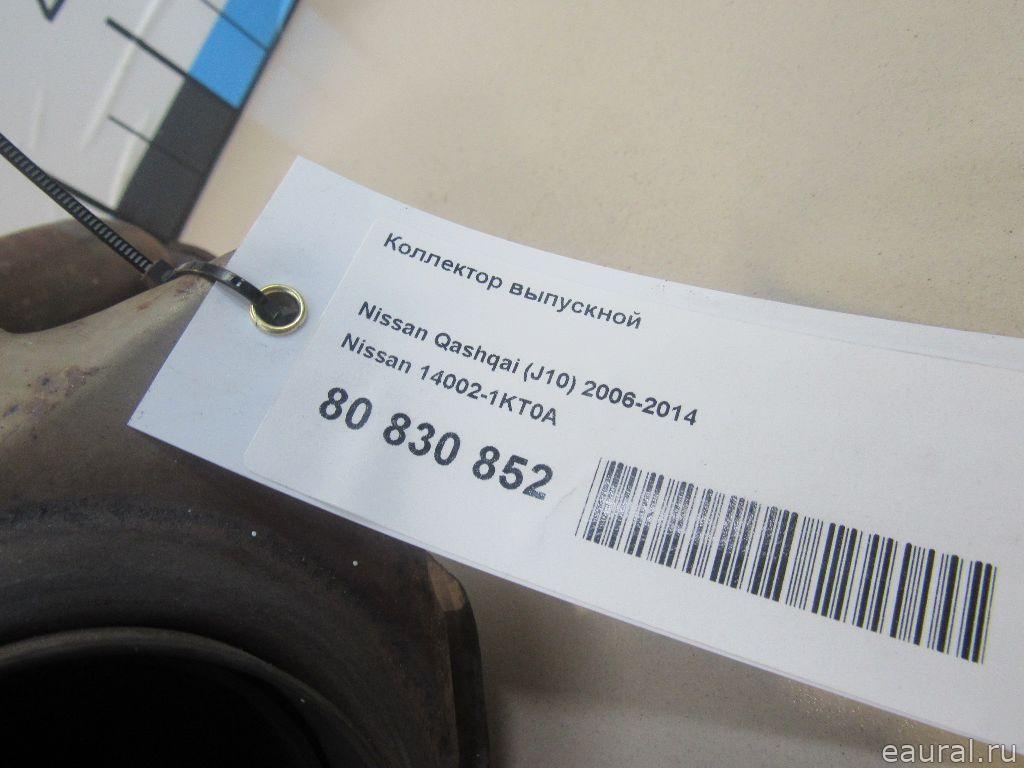 Коллектор выпускной
Nissan Qashqai (J10) 2006-2014
Nissan 14002-1KT0A
80 830 852
eaural.ru